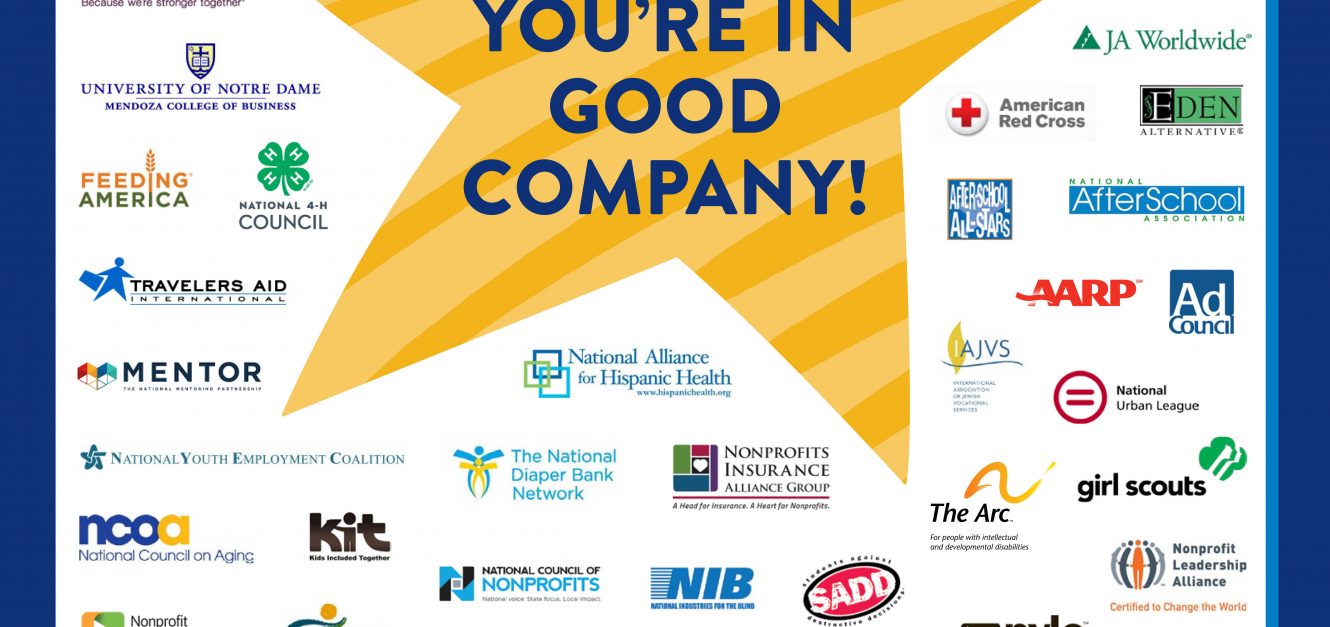 Because we're stronger together"
YOU'RE IN
GOOD
COMPANY!
UNIVERSITY OF NOTRE DAME
MENDOZA COLLEGE OF BUSINESS
FEEDING
AMERICA
H H
H H
NATIONAL 4-H
COUNCIL
TRAVELERS AID
INTERNATIONAL
MENTOR
THE NATIONAL MENTORING PARTNERSHIP
NATIONAL YOUTH EMPLOYMENT COALITION
ncoa
National Council on Aging
kit
Kids Included Together
Nonprofit
National Alliance
for Hispanic Health
www.hispanichealth.org
The National
Diaper Bank
Network
NONPROFITS
INSURANCE
ALLIANCE GROUP
A Head for Insurance. A Heart for Nonprofits.
NATIONAL COUNCIL OF
NONPROFITS
National voice. State focus. Local impact
NIB
NATIONAL INDUSTRIES FOR THE BLIND
students against
SADD
destructive decisions
JA Worldwide®
American
Red Cross
EDEN
ALTERNATIVE
AFTER-SCHOOL
ALL-STARS
NATIONAL
AfterSchool
ASSOCIATION
AARP
Ad
Council
IAJVS
INTERNATIONAL
ASSOCIATION
OF JEWISH
VOCATIONAL
SERVICES
National
Urban League
The Arc
For people with intellectual
and developmental disabilities
girl scouts
Nonprofit
Leadership
Alliance
Certified to Change the World